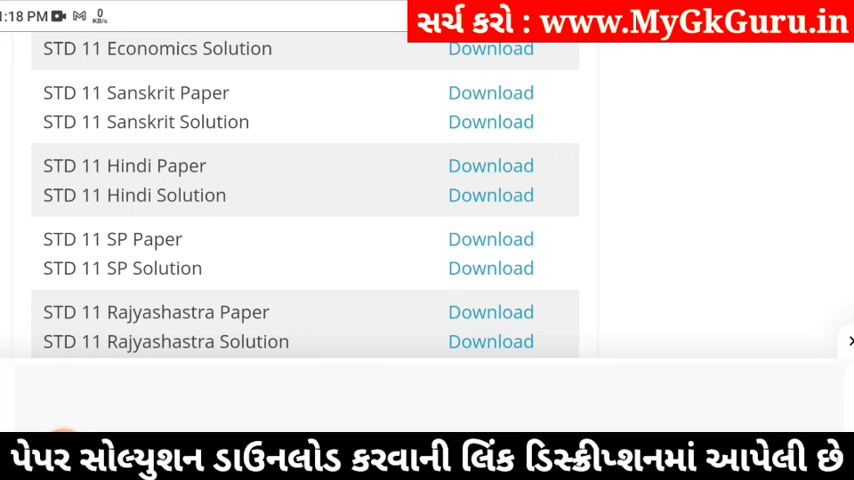 1:18 PM 0 KB/s
સર્ચ કરો : www.MyGkGuru.in
STD 11 Economics Solution Download
STD 11 Sanskrit Paper Download
STD 11 Sanskrit Solution Download
STD 11 Hindi Paper Download
STD 11 Hindi Solution Download
STD 11 SP Paper Download
STD 11 SP Solution Download
STD 11 Rajyashastra Paper Download
STD 11 Rajyashastra Solution Download
પેપર સોલ્યુશન ડાઉનલોડ કરવાની લિંક ડિસ્ક્રીપ્શનમાં આપેલી છે